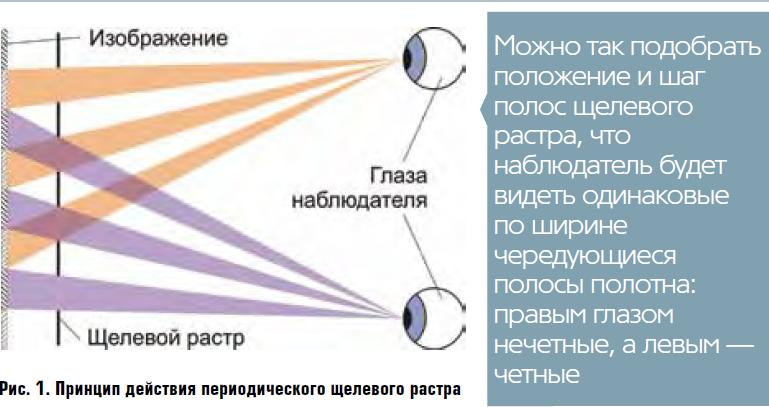 Изображение
Глаза
наблюдателя
Щелевой растр
Рис. 1. Принцип действия периодического щелевого растра
Можно так подобрать
положение и шаг
полос щелевого
растра, что
наблюдатель будет
видеть одинаковые
по ширине
чередующиеся
полосы полотна:
правым глазом
нечетные, а левым —
четные